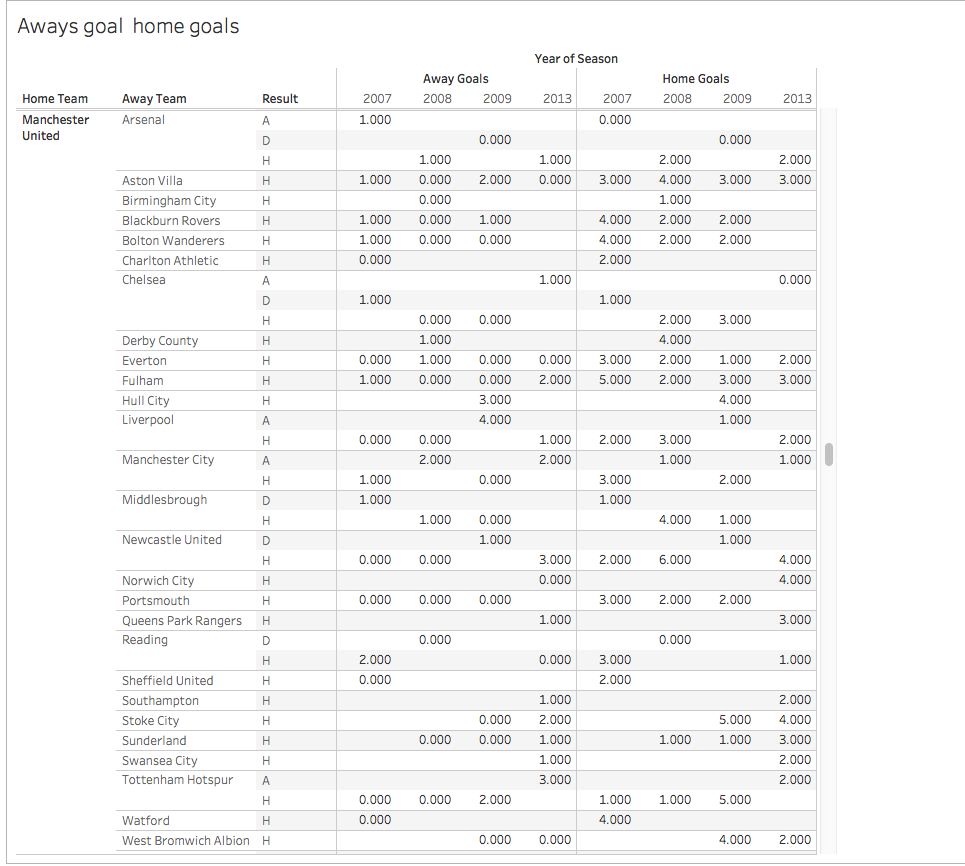 Aways goal home goals
Year of Season
Away Goals Home Goals
Home Team Away Team Result 2007 2008 2009 2013 2007 2008 2009 2013
Manchester United Arsenal A 1.000 0.000
D 0.000 0.000
H 1.000 1.000 2.000 2.000
Aston Villa H 1.000 0.000 2.000 0.000 3.000 4.000 3.000 3.000
Birmingham City H 0.000 1.000
Blackburn Rovers H 1.000 0.000 1.000 4.000 2.000 2.000
Bolton Wanderers H 1.000 0.000 0.000 4.000 2.000 2.000
Charlton Athletic H 0.000 2.000
Chelsea A 1.000 0.000
D 1.000 1.000
H 0.000 0.000 2.000 3.000
Derby County H 1.000 4.000
Everton H 0.000 1.000 0.000 0.000 3.000 2.000 1.000 2.000
Fulham H 1.000 0.000 0.000 2.000 5.000 2.000 3.000 3.000
Hull City H 3.000 4.000
Liverpool A 4.000 1.000
H 0.000 0.000 1.000 2.000 3.000 2.000
Manchester City A 2.000 2.000 1.000 1.000
H 1.000 0.000 3.000 2.000
Middlesbrough D 1.000 1.000
H 1.000 0.000 4.000 1.000
Newcastle United D 1.000 1.000
H 0.000 0.000 3.000 2.000 6.000 4.000
Norwich City H 0.000 4.000
Portsmouth H 0.000 0.000 0.000 3.000 2.000 2.000
Queens Park Rangers H 1.000 3.000
Reading D 0.000 0.000
H 2.000 0.000 3.000 1.000
Sheffield United H 0.000 2.000
Southampton H 1.000 2.000
Stoke City H 0.000 2.000 5.000 4.000
Sunderland H 0.000 0.000 1.000 1.000 1.000 3.000
Swansea City H 1.000 2.000
Tottenham Hotspur A 3.000 2.000
H 0.000 0.000 2.000 1.000 1.000 5.000
Watford H 0.000 4.000
West Bromwich Albion H 0.000 0.000 4.000 2.000